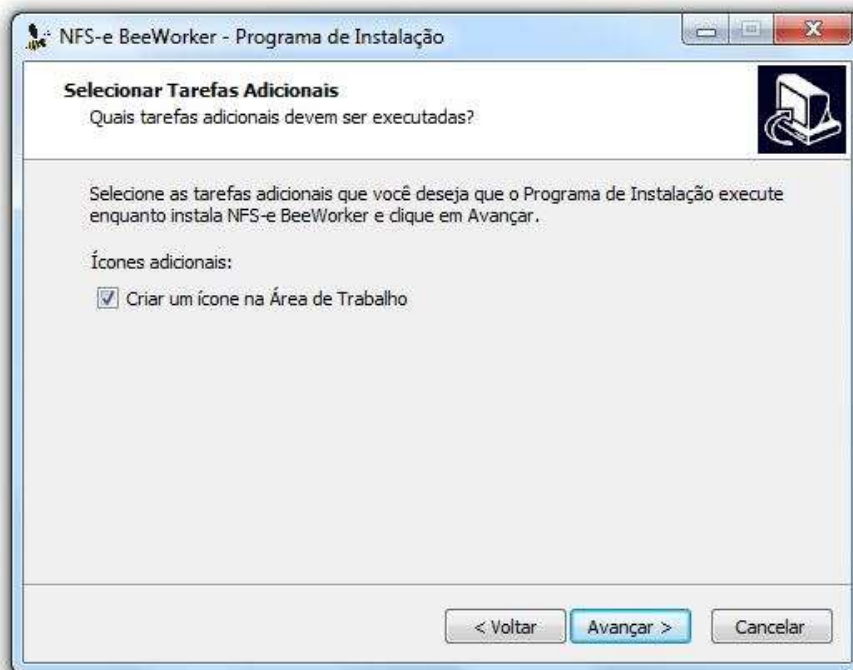 NFS-e BeeWorker - Programa de Instalação
Selecionar Tarefas Adicionais
Quais tarefas adicionais devem ser executadas?
Selecione as tarefas adicionais que você deseja que o Programa de Instalação execute
enquanto instala NFS-e BeeWorker e clique em Avançar.
Ícones adicionais:
Criar um ícone na Área de Trabalho
< Voltar Avançar > Cancelar